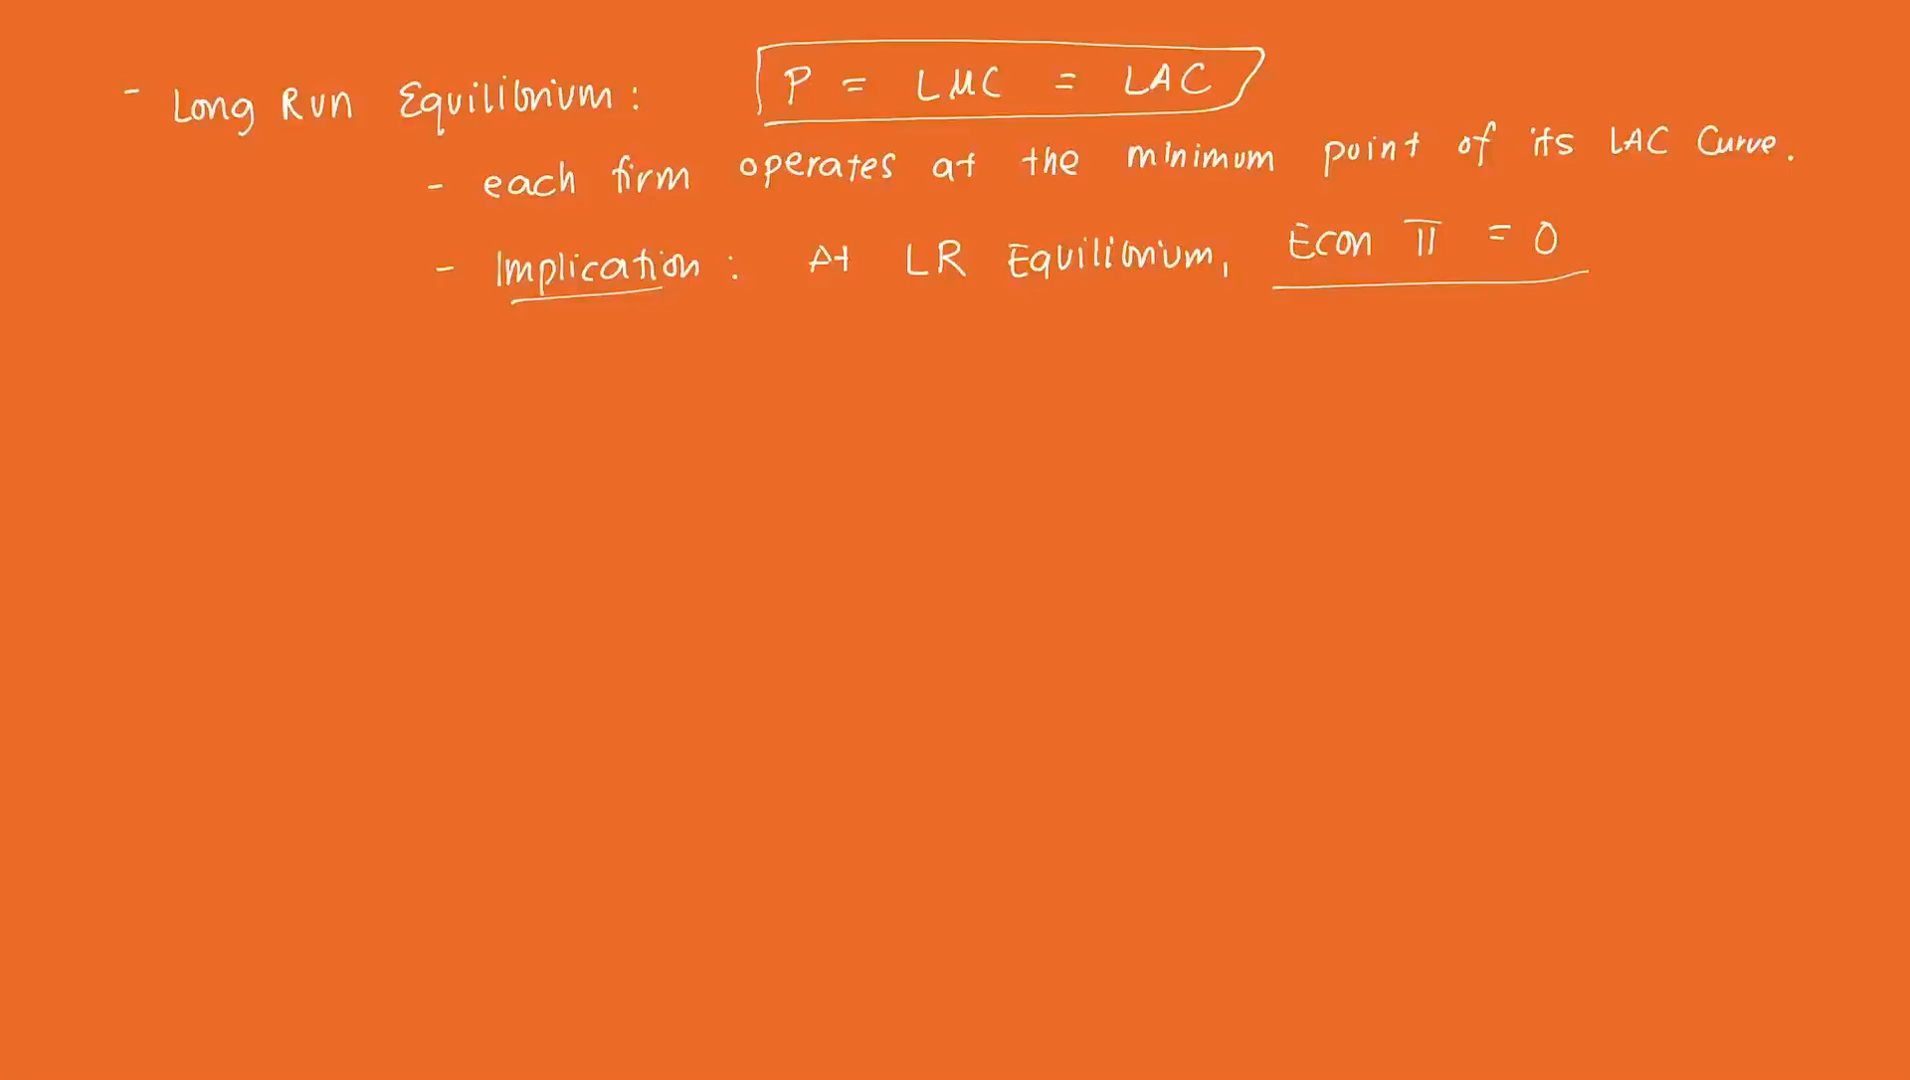 - Long Run Equilibrium: P = LMC = LAC
- each firm operates at the minimum point of its LAC Curve.
- Implication: At LR Equilibrium, Econ π = 0